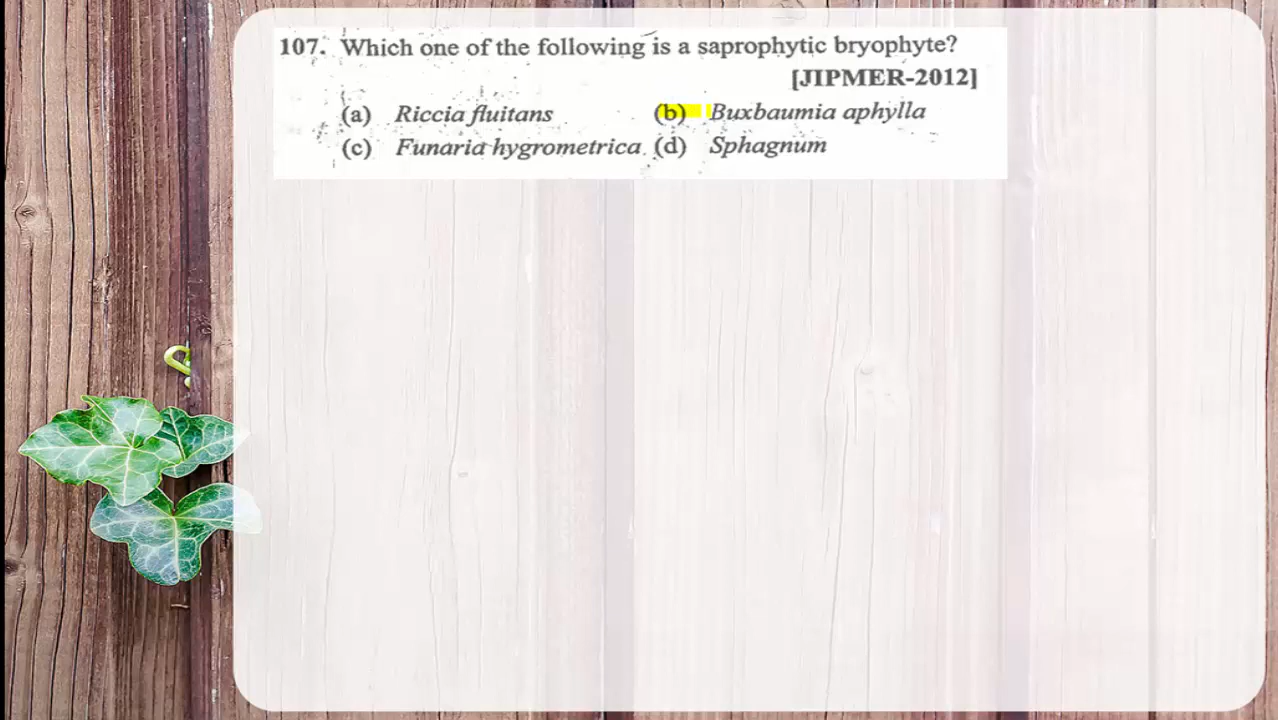 107. Which one of the following is a saprophytic bryophyte?
[JIPMER-2012]
(a) Riccia fluitans (b) Buxbaumia aphylla
(c) Funaria hygrometrica (d) Sphagnum